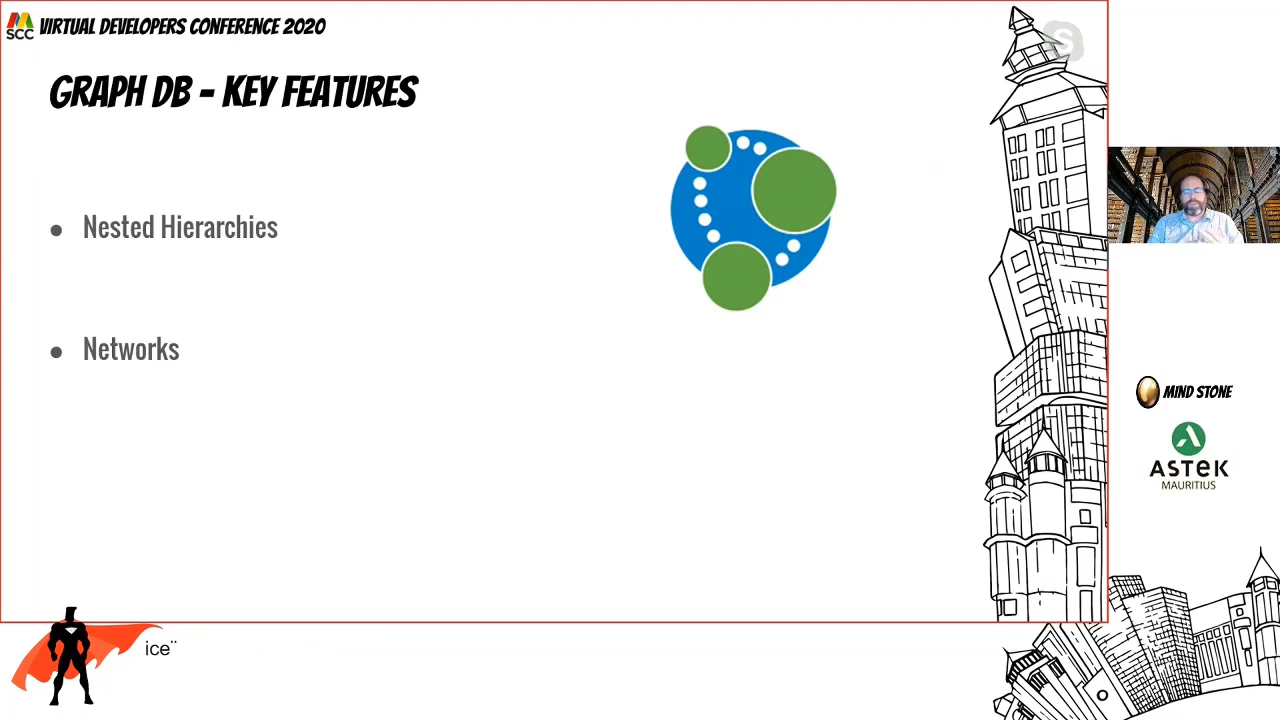 SCC VIRTUAL DEVELOPERS CONFERENCE 2020
GRAPH DB - KEY FEATURES
S
• Nested Hierarchies
• Networks
MIND STONE
ASTEK
MAURITIUS
ice¨